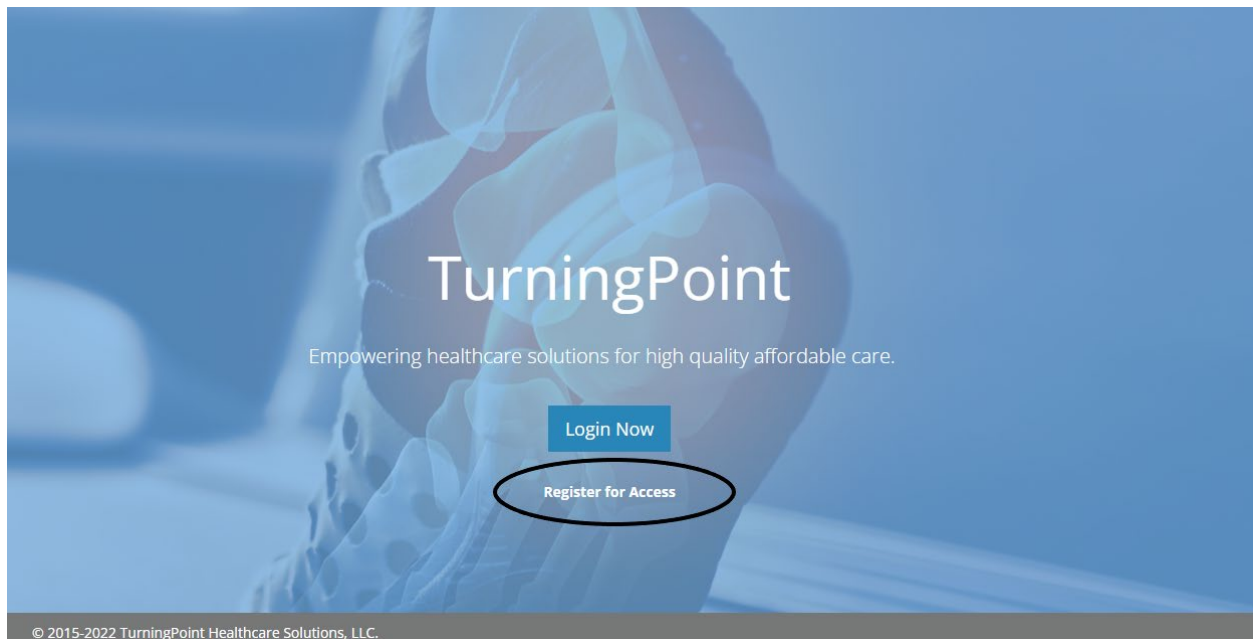 TurningPoint
Empowering healthcare solutions for high quality affordable care.
Login Now
Register for Access
© 2015-2022 TurningPoint Healthcare Solutions, LLC.